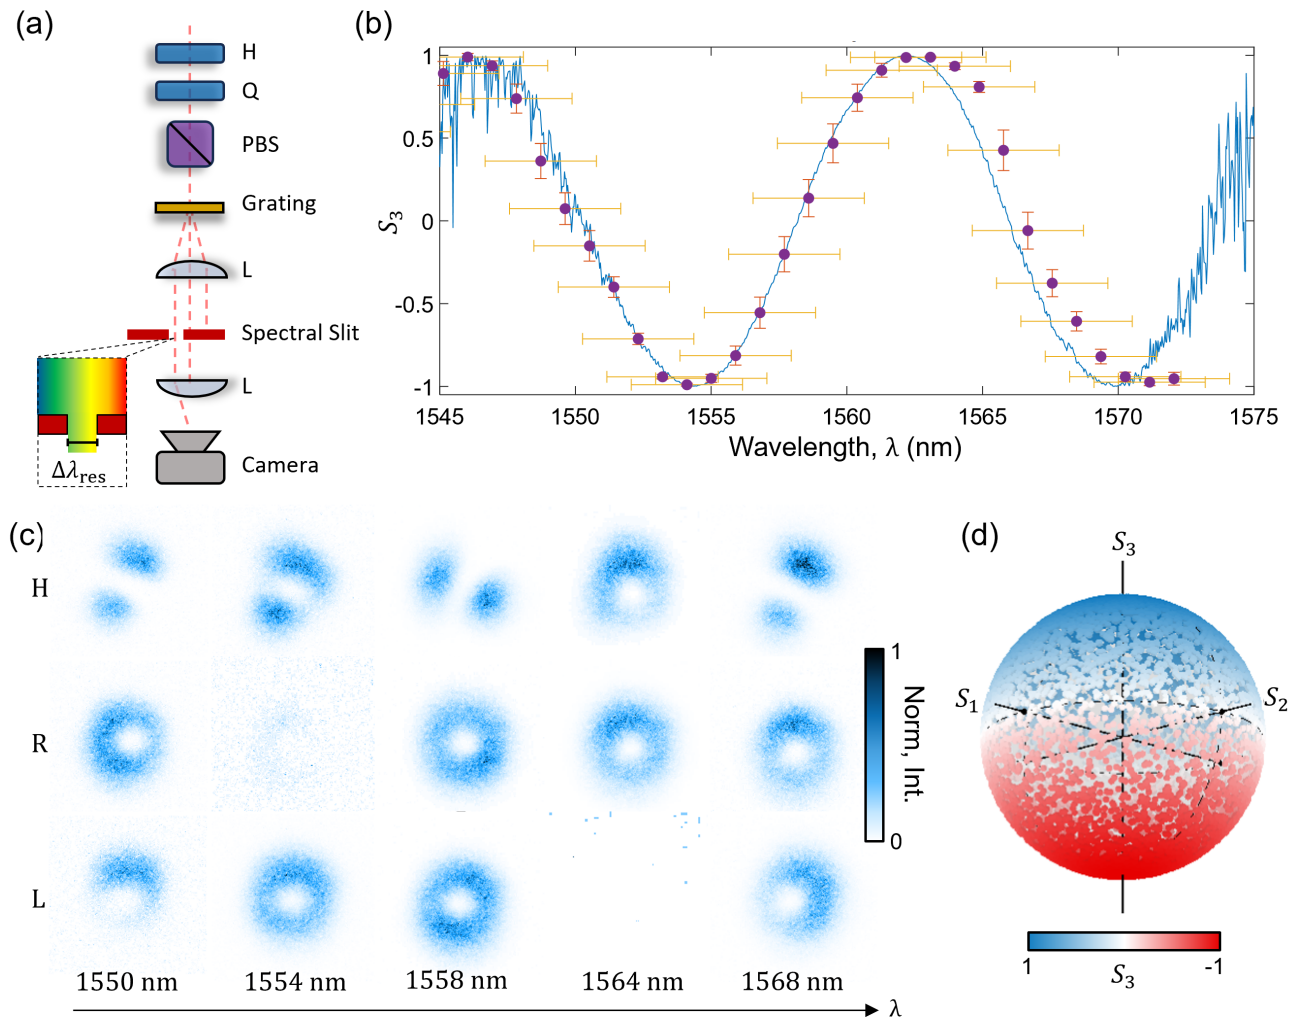 (a)
H
Q
PBS
Grating
L
Spectral Slit
L
Camera
Δλres
(b)
S3
1
0.5
0
-0.5
-1
1545 1550 1555 1560 1565 1570 1575
Wavelength, λ (nm)
(c)
H
R
L
1550 nm 1554 nm 1558 nm 1564 nm 1568 nm
λ
1
Norm, Int.
0
(d)
S3
S1
S2
1 S3 -1